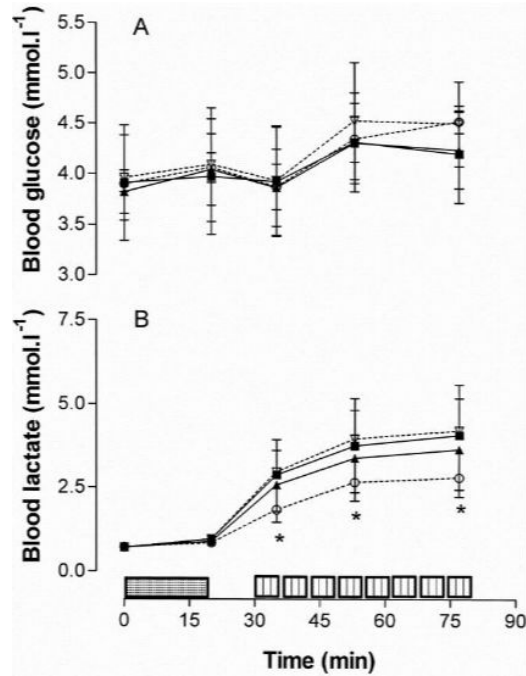 A
Blood glucose (mmol.l-1)
5.5
5.0
4.5
4.0
3.5
3.0
B
Blood lactate (mmol.l-1)
7.5
5.0
2.5
0.0
* * *
0 15 30 45 60 75 90
Time (min)